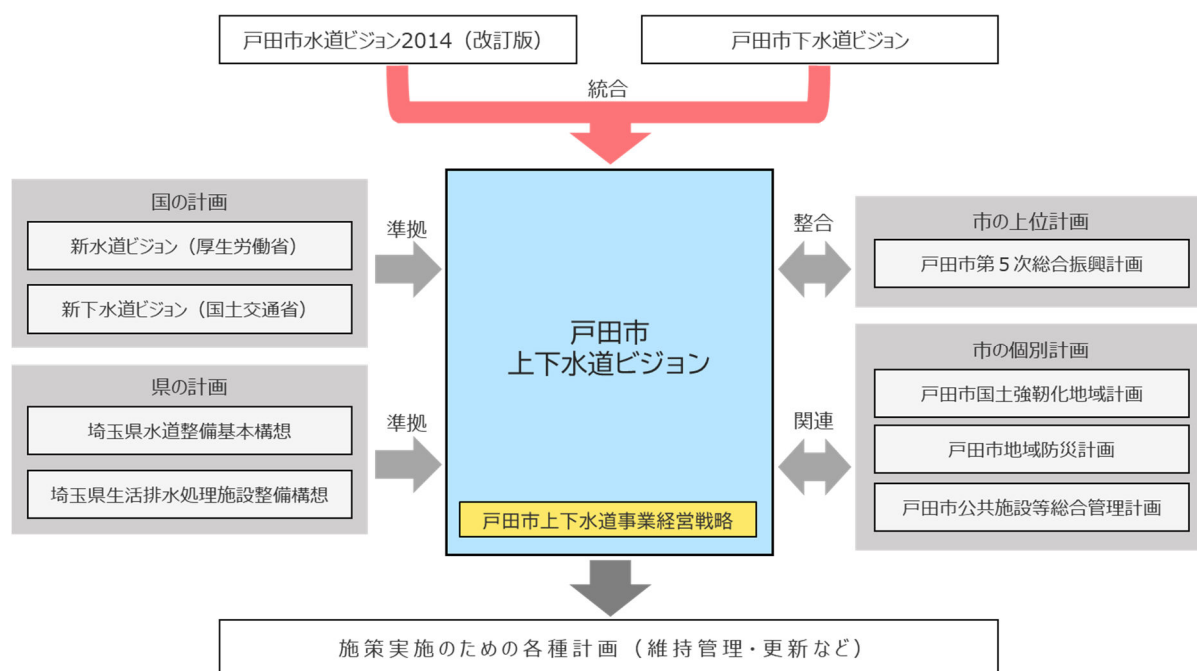 戸田市水道ビジョン2014（改訂版）
戸田市下水道ビジョン
統合
国の計画
新水道ビジョン（厚生労働省）
新下水道ビジョン（国土交通省）
準拠
県の計画
埼玉県水道整備基本構想
埼玉県生活排水処理施設整備構想
準拠
戸田市
上下水道ビジョン
戸田市上下水道事業経営戦略
整合
市の上位計画
戸田市第５次総合振興計画
関連
市の個別計画
戸田市国土強靭化地域計画
戸田市地域防災計画
戸田市公共施設等総合管理計画
施策実施のための各種計画（維持管理・更新など）